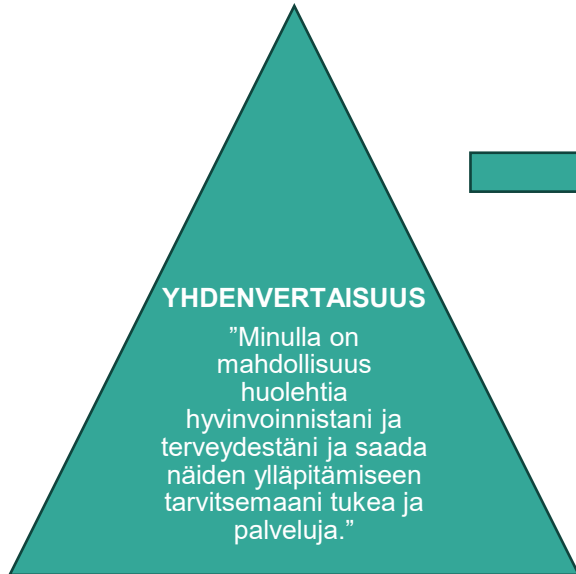 YHDENVERTAISUUS
”Minulla on
mahdollisuus
huolehtia
hyvinvoinnistani ja
terveydestäni ja saada
näiden ylläpitämiseen
tarvitsemaani tukea ja
palveluja.”